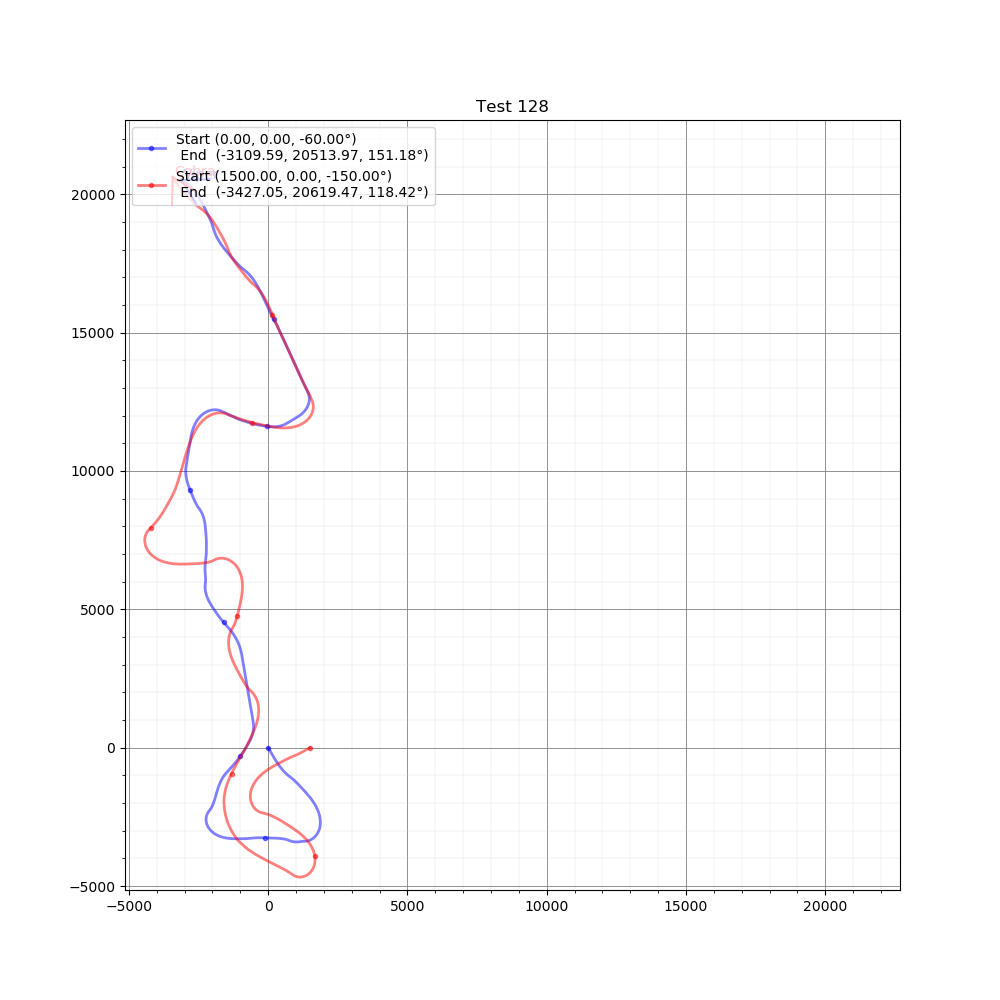 Test 128
Start (0.00, 0.00, -60.00°)
End (-3109.59, 20513.97, 151.18°)
Start (1500.00, 0.00, -150.00°)
End (-3427.05, 20619.47, 118.42°)
20000
15000
10000
5000
0
−5000
−5000 0 5000 10000 15000 20000